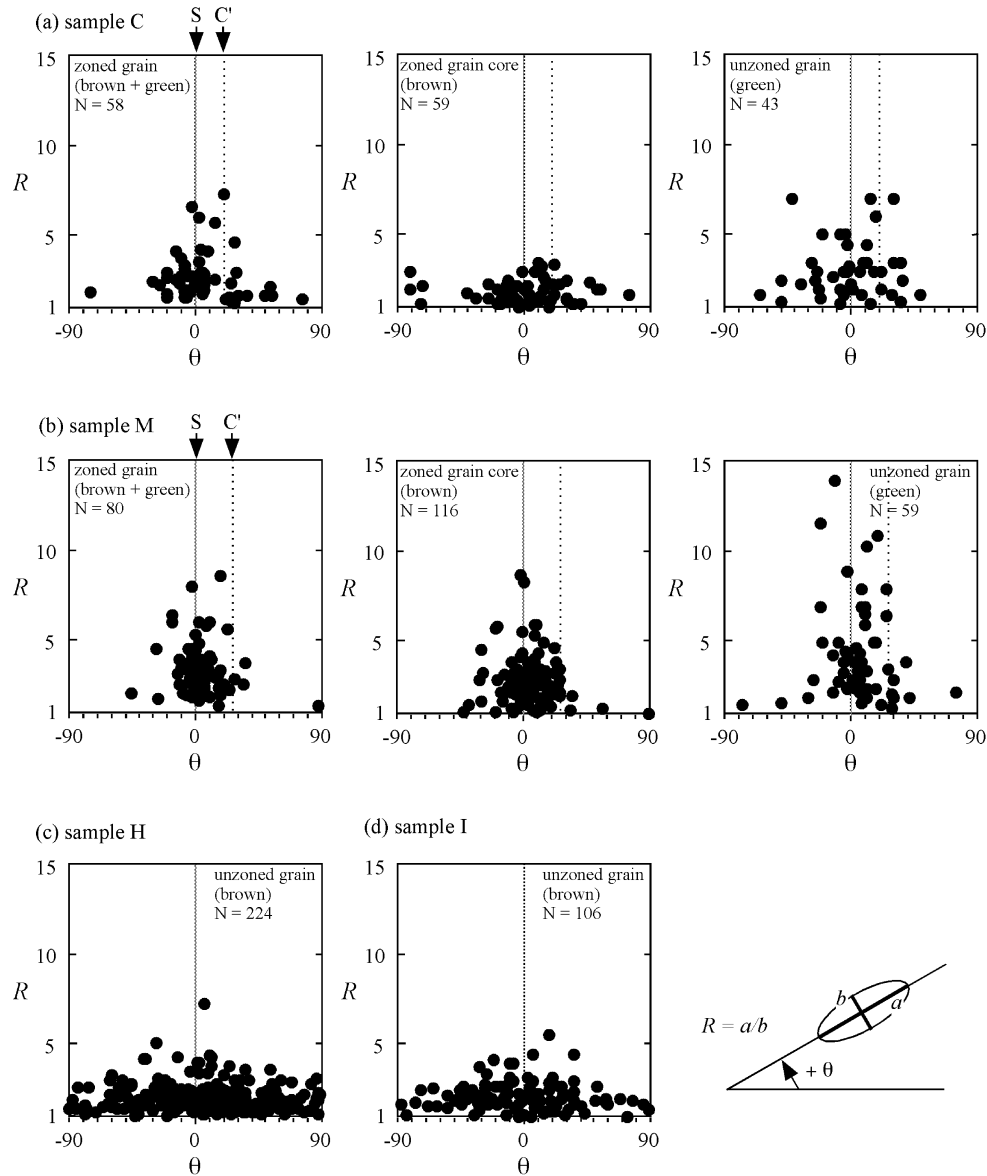 (a) sample C
S C'
15
10
R
5
1
-90 0 90
θ
zoned grain
(brown + green)
N = 58
15
10
R
5
1
-90 0 90
θ
zoned grain core
(brown)
N = 59
15
10
R
5
1
-90 0 90
θ
unzoned grain
(green)
N = 43
(b) sample M
S C'
15
10
R
5
1
-90 0 90
θ
zoned grain
(brown + green)
N = 80
15
10
R
5
1
-90 0 90
θ
zoned grain core
(brown)
N = 116
15
10
R
5
1
-90 0 90
θ
unzoned grain
(green)
N = 59
(c) sample H
15
10
R
5
1
-90 0 90
θ
unzoned grain
(brown)
N = 224
(d) sample I
15
10
R
5
1
-90 0 90
θ
unzoned grain
(brown)
N = 106
b a
R = a/b
+ θ